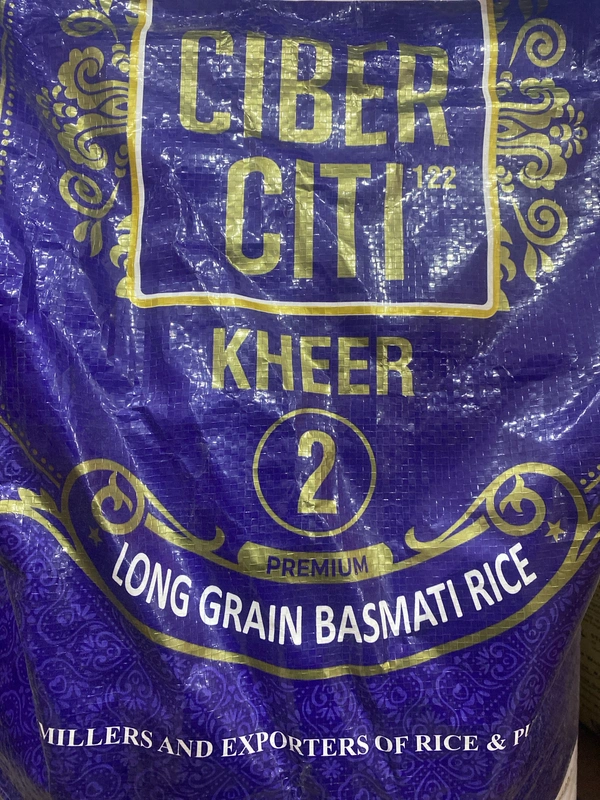 CIBER
CITI 122
KHEER
2
PREMIUM
LONG GRAIN BASMATI RICE
MILLERS AND EXPORTERS OF RICE &